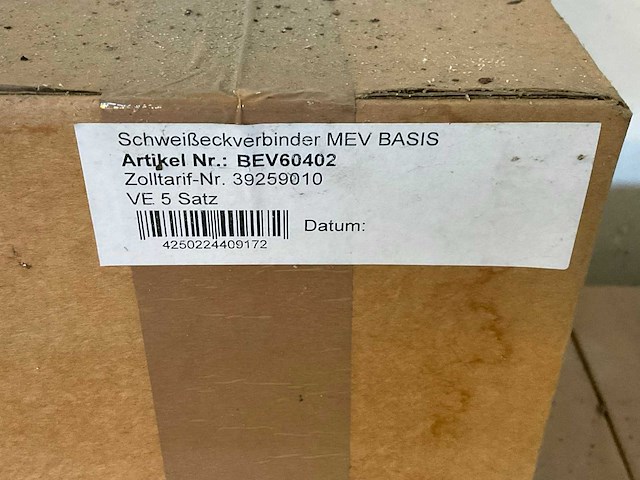 Schweißeckverbinder MEV BASIS
Artikel Nr.: BEV60402
Zolltarif-Nr. 39259010
VE 5 Satz
Datum:
4250224409172